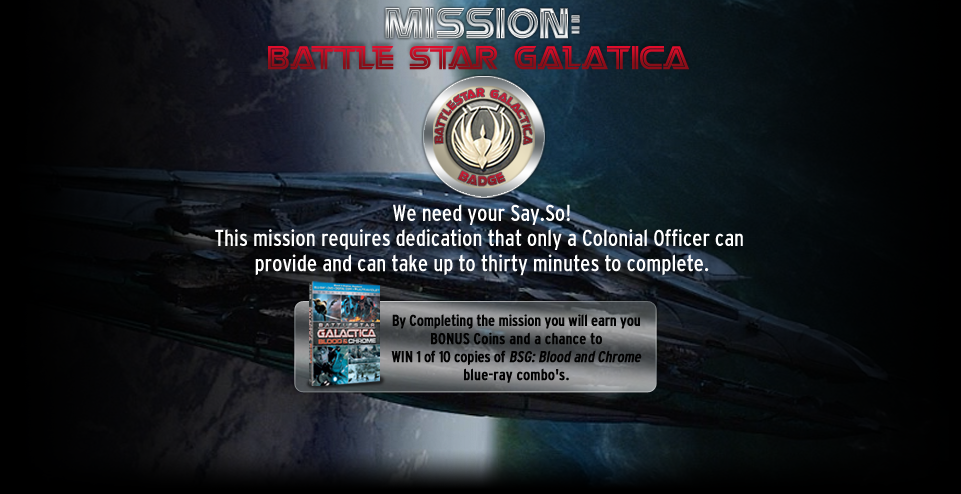 MISSION:
BATTLE STAR GALATICA
BATTLESTAR GALACTICA
BADGE
We need your Say.So!
This mission requires dedication that only a Colonial Officer can
provide and can take up to thirty minutes to complete.
BATTLESTAR
GALACTICA
BLOOD & CHROME
By Completing the mission you will earn you
BONUS Coins and a chance to
WIN 1 of 10 copies of BSG: Blood and Chrome
blue-ray combo's.